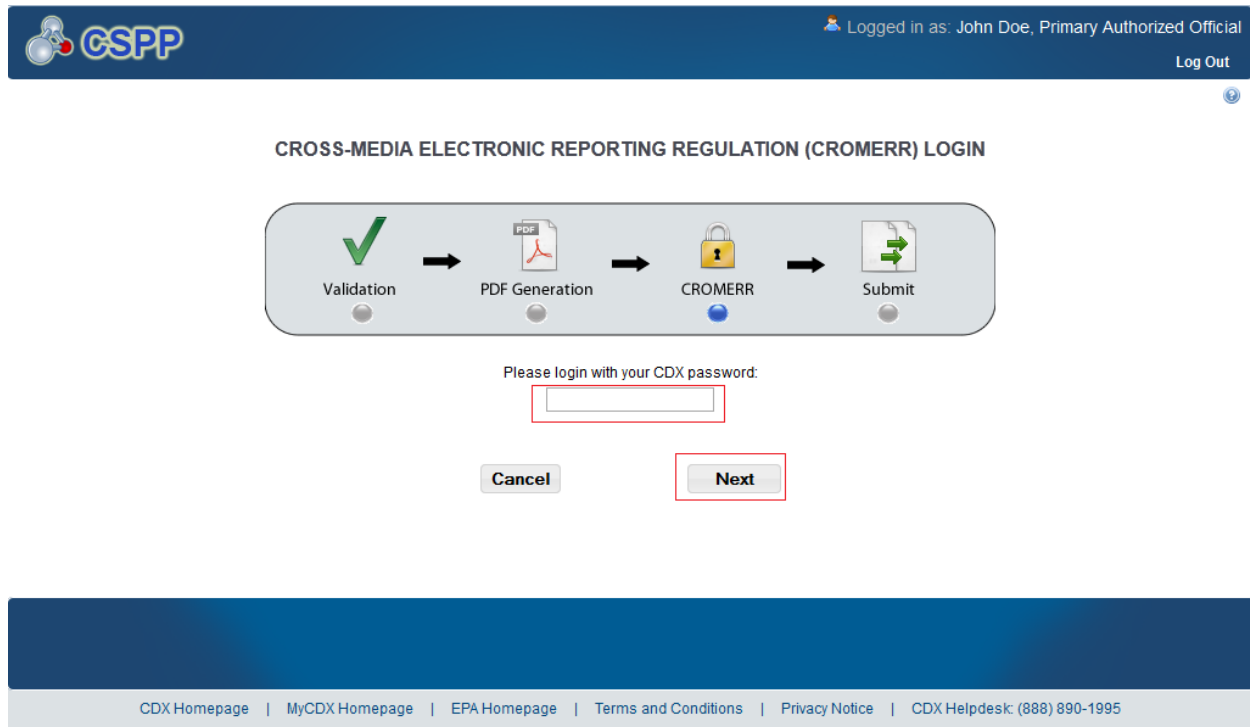 CSPP
Logged in as: John Doe, Primary Authorized Official
Log Out
CROSS-MEDIA ELECTRONIC REPORTING REGULATION (CROMERR) LOGIN
PDF
Validation PDF Generation CROMERR Submit
Please login with your CDX password:
Cancel Next
CDX Homepage | MyCDX Homepage | EPA Homepage | Terms and Conditions | Privacy Notice | CDX Helpdesk: (888) 890-1995